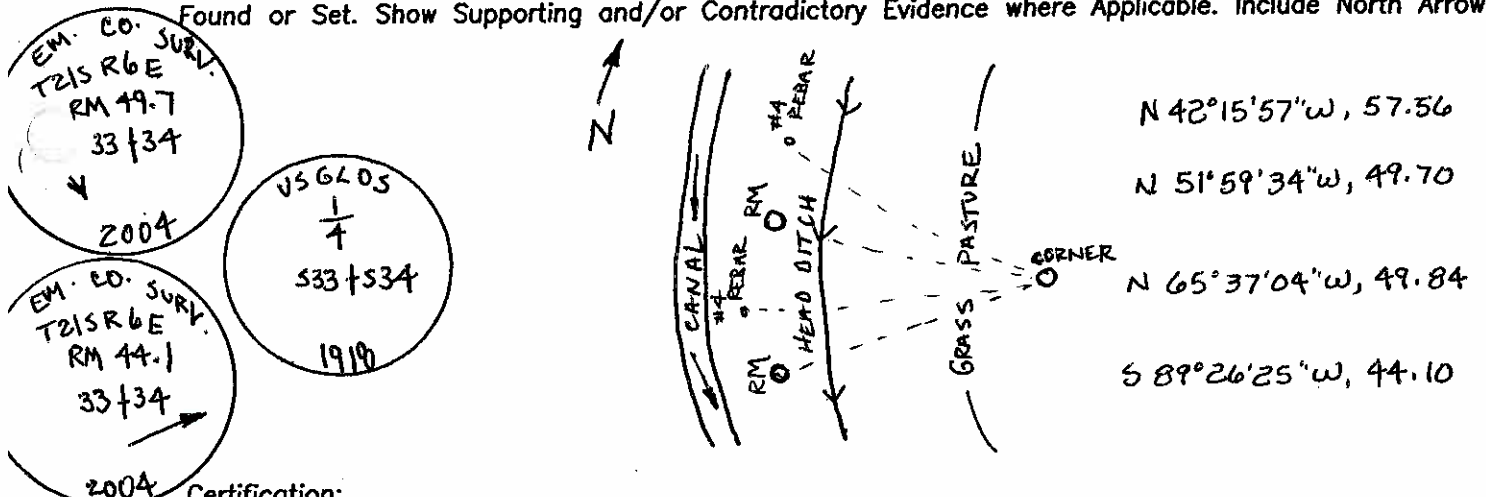 Found or Set. Show Supporting and/or Contradictory Evidence where Applicable. Include North Arrow
EM. CO. SURV.
T21S R6E
RM 49.7
33 34
2004
US GLOS
1
4
S33 S34
EM. CO. SURV.
T21S R6E
RM 44.1
33 34
2004
N
CANAL
#4 REBAR
RM
#4 REBAR
RM
HEAD DITCH
GRASS PASTURE
CORNER
N 42°15'57"W, 57.56
N 51°59'34"W, 49.70
N 65°37'04"W, 49.84
S 89°26'25"W, 44.10
Certification: